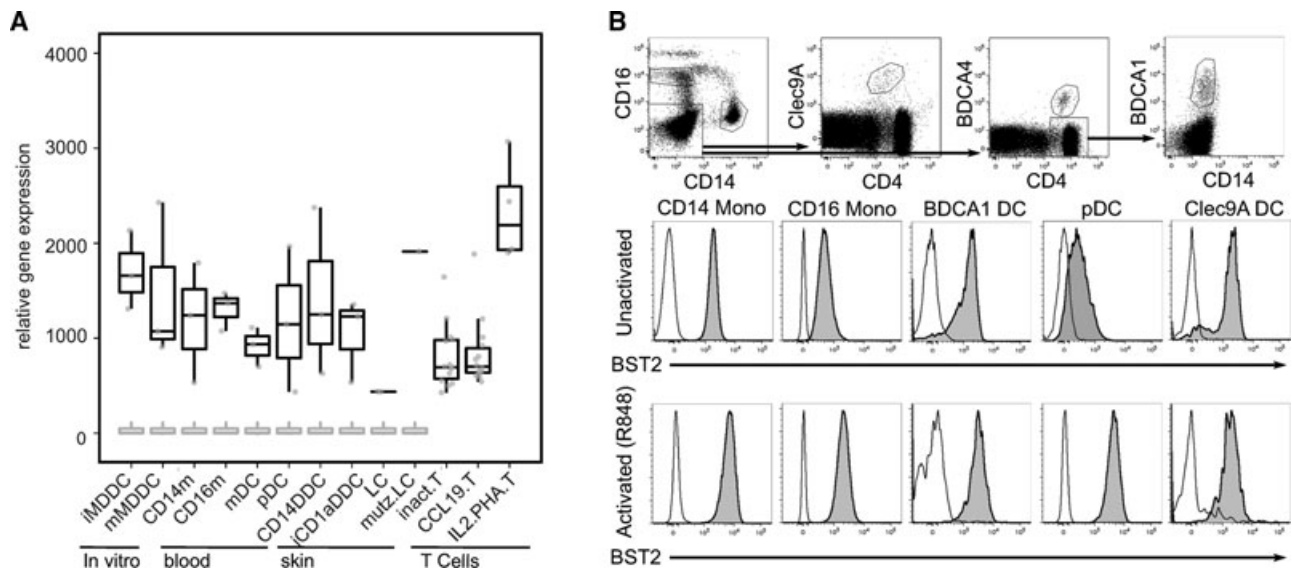 A
4000
3000
2000
1000
0
relative gene expression
iMDDC
mMDDC
CD14m
CD16m
mDC
pDC
CD14DDC
jCD1aDDC
LC
mutz.LC
inact.T
CCL19.T
IL2.PHA.T
In vitro
blood
skin
T Cells
B
CD16
CD14
Clec9A
CD4
BDCA4
CD4
BDCA1
CD14
CD14 Mono
CD16 Mono
BDCA1 DC
pDC
Clec9A DC
Unactivated
BST2
Activated (R848)
BST2